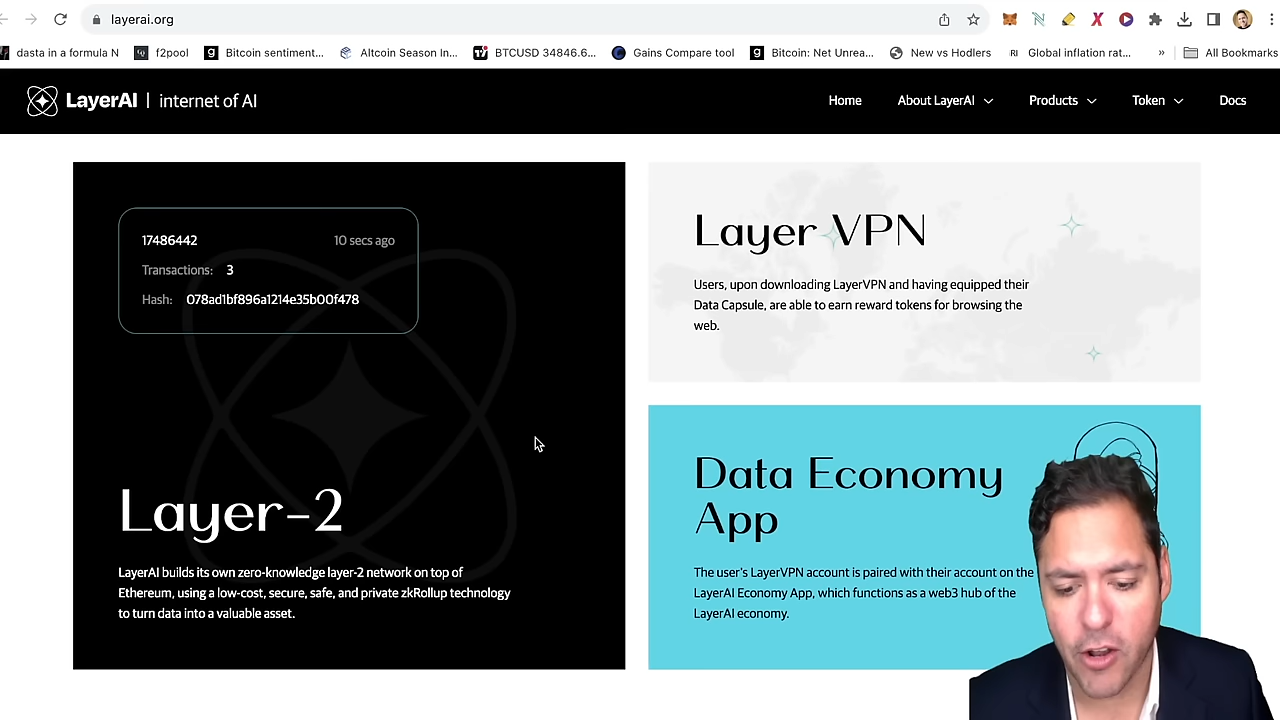 layerai.org
dasta in a formula N
f2pool
Bitcoin sentiment...
Altcoin Season In...
BTCUSD 34846.6...
Gains Compare tool
Bitcoin: Net Unrea...
New vs Hodlers
RI Global inflation rat...
»
All Bookmarks
LayerAI | internet of AI
Home
About LayerAI
Products
Token
Docs
17486442 10 secs ago
Transactions: 3
Hash: 078ad1bf896a1214e35b00f478
Layer-2
LayerAI builds its own zero-knowledge layer-2 network on top of
Ethereum, using a low-cost, secure, safe, and private zkRollup technology
to turn data into a valuable asset.
Layer VPN
Users, upon downloading LayerVPN and having equipped their
Data Capsule, are able to earn reward tokens for browsing the
web.
Data Economy
App
The user's LayerVPN account is paired with their account on the
LayerAI Economy App, which functions as a web3 hub of the
LayerAI economy.